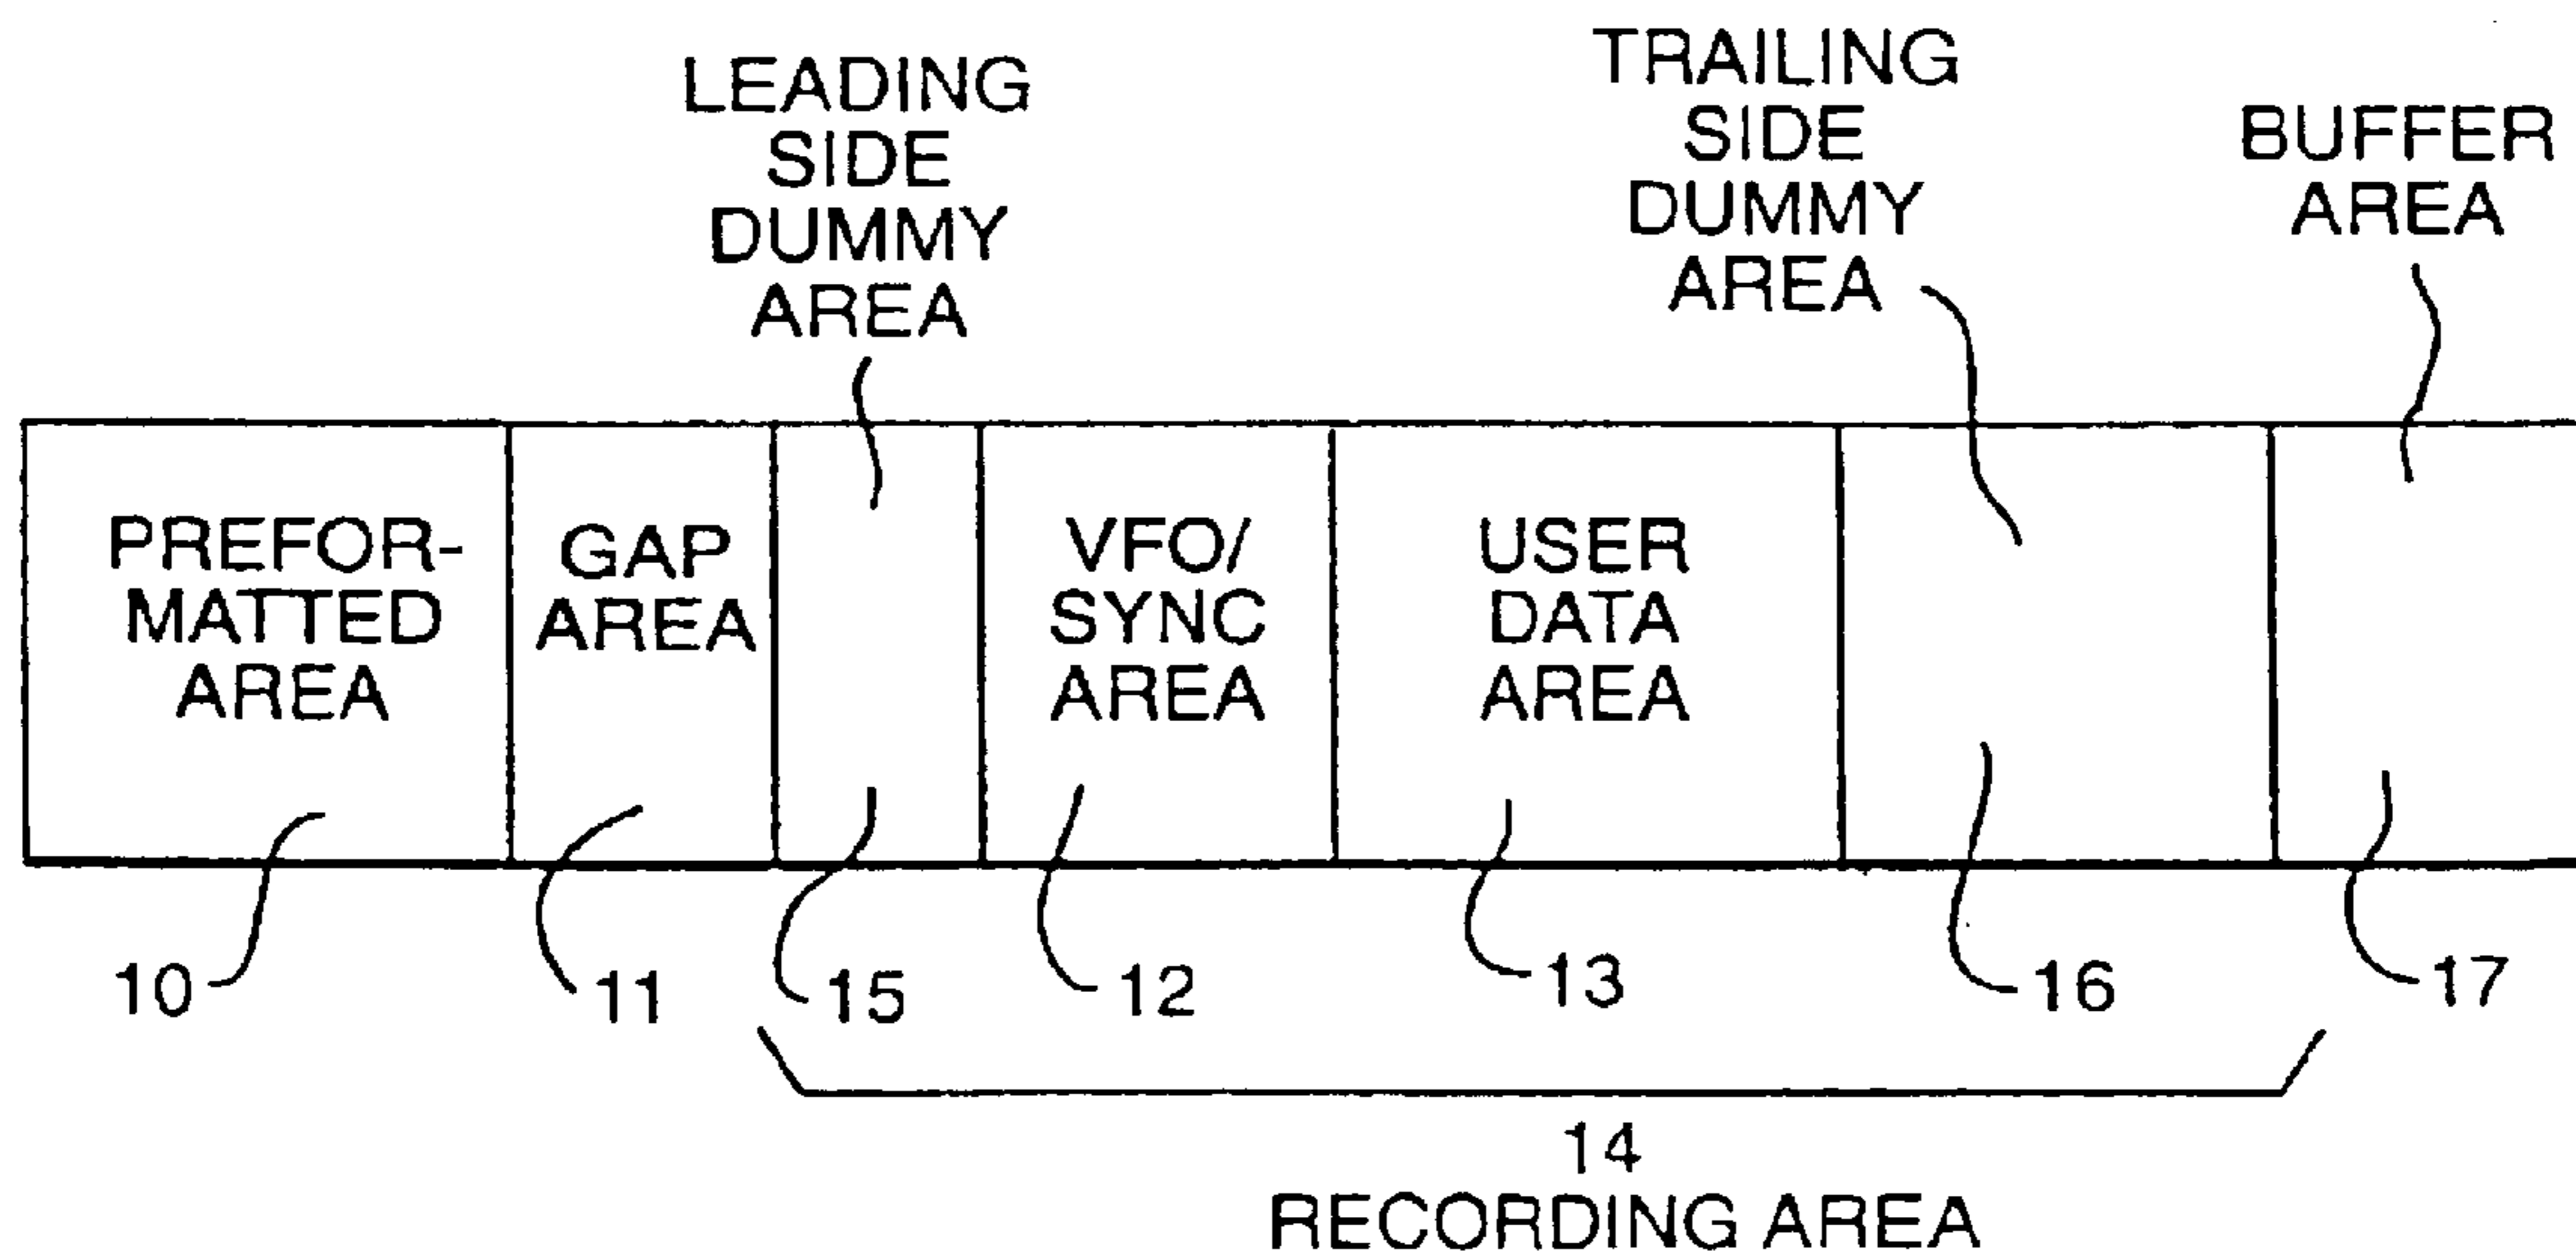 LEADING
SIDE
DUMMY
AREA
TRAILING
SIDE
DUMMY
AREA
BUFFER
AREA
PREFOR-
MATTED
AREA
GAP
AREA
VFO/
SYNC
AREA
USER
DATA
AREA
10
11
15
12
13
16
17
14
RECORDING AREA